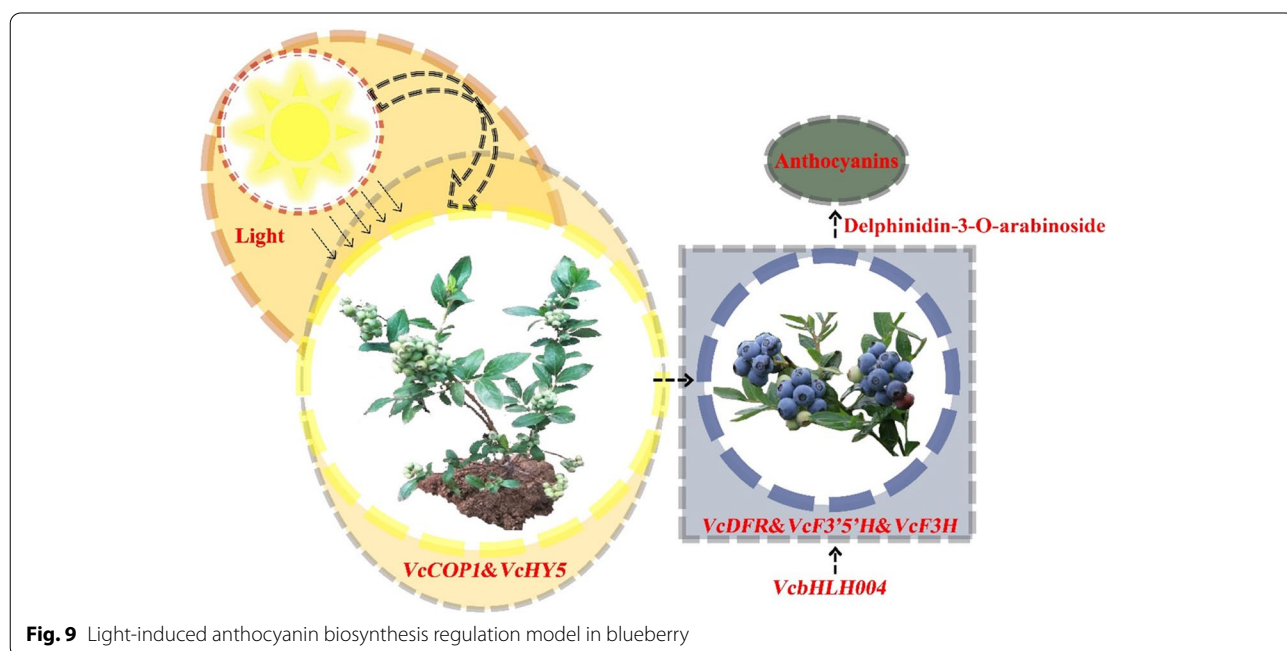 Light
Anthocyanins
Delphinidin-3-O-arabinoside
VcCOP1&VcHY5
VcDFR&VcF3'5'H&VcF3H
VcbHLH004
Fig. 9 Light-induced anthocyanin biosynthesis regulation model in blueberry